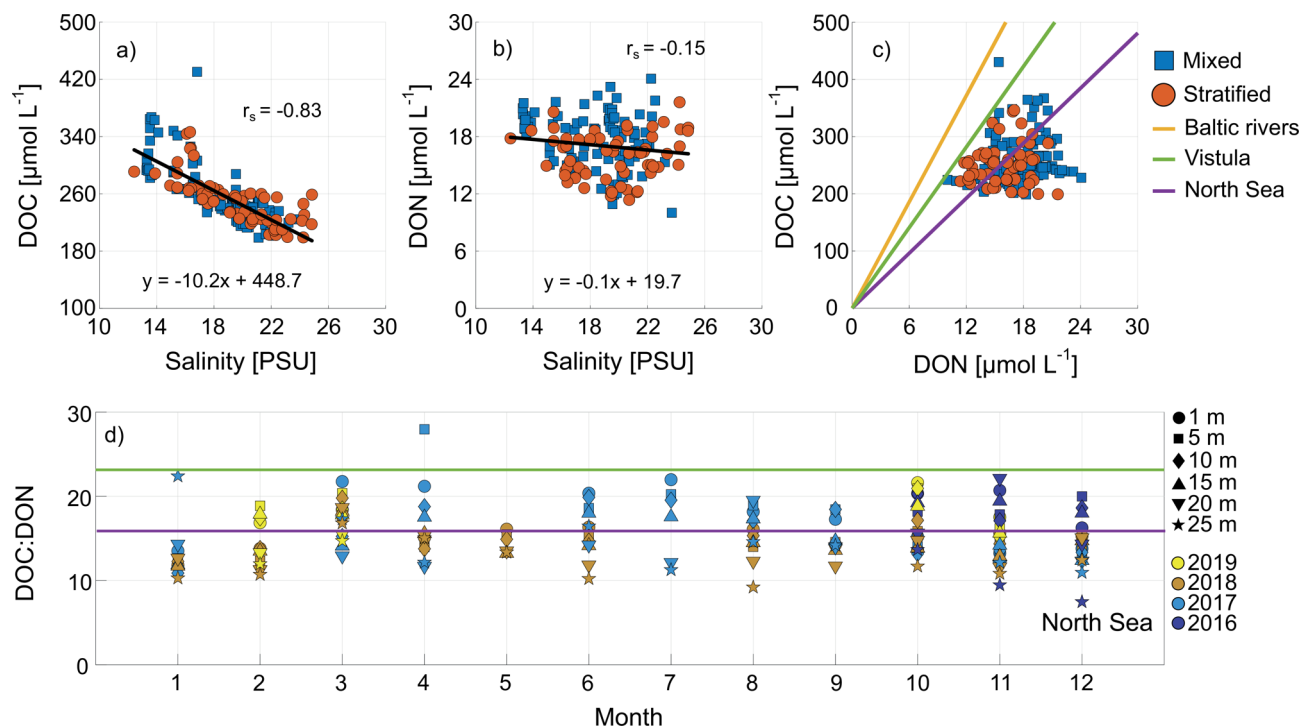 a)
r_s = -0.83
y = -10.2x + 448.7
DOC [µmol L⁻¹]
500
420
340
260
180
100
10 14 18 22 26 30
Salinity [PSU]
b)
r_s = -0.15
y = -0.1x + 19.7
DON [µmol L⁻¹]
30
24
18
12
6
0
10 14 18 22 26 30
Salinity [PSU]
c)
DOC [µmol L⁻¹]
500
400
300
200
100
0
0 6 12 18 24 30
DON [µmol L⁻¹]
Mixed
Stratified
Baltic rivers
Vistula
North Sea
d)
DOC:DON
30
20
10
0
North Sea
1 2 3 4 5 6 7 8 9 10 11 12
Month
1 m
5 m
10 m
15 m
20 m
25 m
2019
2018
2017
2016